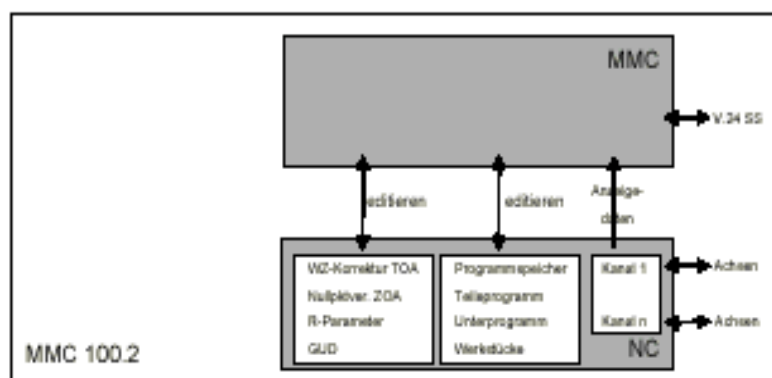 MMC
V.24 SS
editieren
editieren
Anzeige-
daten
WZ-Korrektur TOA
Nullpktver. ZOA
R-Parameter
GUD
Programmspeicher
Teileprogramm
Unterprogramm
Werkstücke
Kanal 1
Kanal n
Achsen
Achsen
NC
MMC 100.2